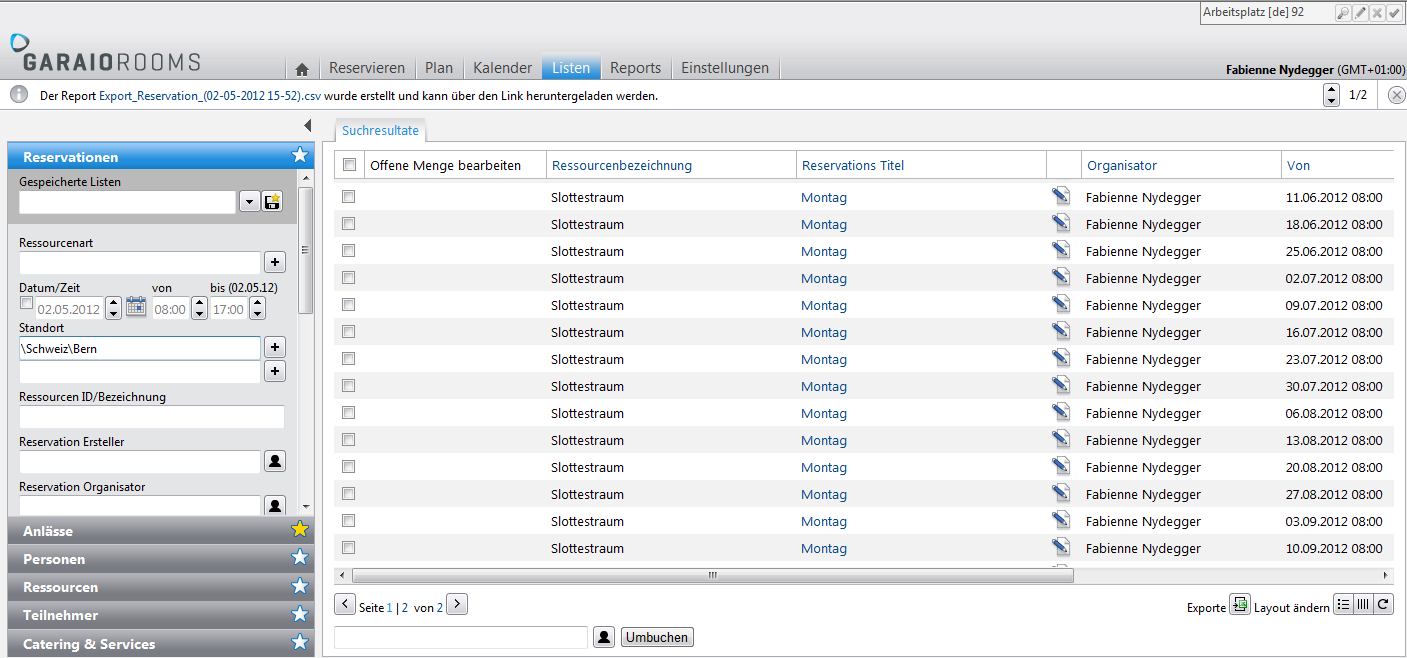 Arbeitsplatz [de] 92
GARAIOROOMS
Reservieren Plan Kalender Listen Reports Einstellungen
Fabienne Nydegger (GMT+01:00)
Der Report Export_Reservation_(02-05-2012 15-52).csv wurde erstellt und kann über den Link heruntergeladen werden.
1/2
Reservationen
Gespeicherte Listen
Ressourcenart
Datum/Zeit von bis (02.05.12)
02.05.2012 08:00 17:00
Standort
\Schweiz\Bern
Ressourcen ID/Bezeichnung
Reservation Ersteller
Reservation Organisator
Anlässe
Personen
Ressourcen
Teilnehmer
Catering & Services
Suchresultate
Offene Menge bearbeiten Ressourcenbezeichnung Reservations Titel Organisator Von
Slottestraum Montag Fabienne Nydegger 11.06.2012 08:00
Slottestraum Montag Fabienne Nydegger 18.06.2012 08:00
Slottestraum Montag Fabienne Nydegger 25.06.2012 08:00
Slottestraum Montag Fabienne Nydegger 02.07.2012 08:00
Slottestraum Montag Fabienne Nydegger 09.07.2012 08:00
Slottestraum Montag Fabienne Nydegger 16.07.2012 08:00
Slottestraum Montag Fabienne Nydegger 23.07.2012 08:00
Slottestraum Montag Fabienne Nydegger 30.07.2012 08:00
Slottestraum Montag Fabienne Nydegger 06.08.2012 08:00
Slottestraum Montag Fabienne Nydegger 13.08.2012 08:00
Slottestraum Montag Fabienne Nydegger 20.08.2012 08:00
Slottestraum Montag Fabienne Nydegger 27.08.2012 08:00
Slottestraum Montag Fabienne Nydegger 03.09.2012 08:00
Slottestraum Montag Fabienne Nydegger 10.09.2012 08:00
< Seite 1 | 2 von 2 >
Exporte Layout ändern
Umbuchen